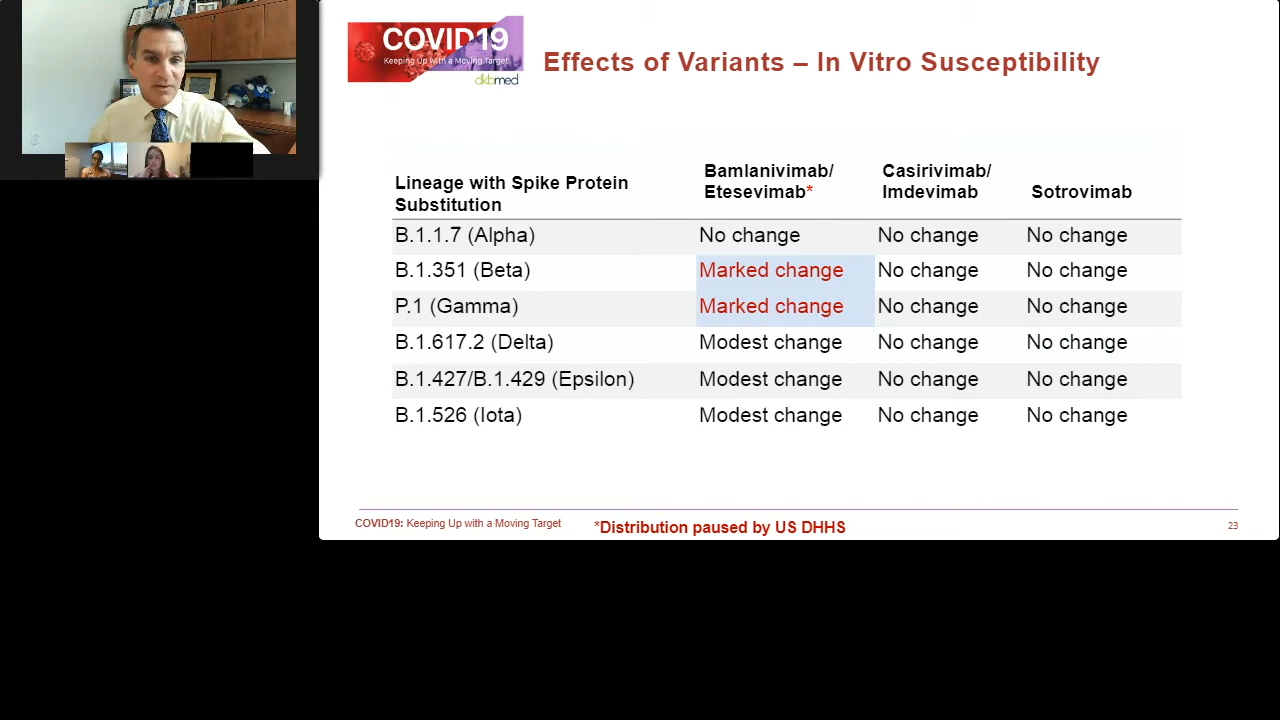 COVID19
Keeping Up with a Moving Target
dkbmed
Effects of Variants – In Vitro Susceptibility
Lineage with Spike Protein Substitution Bamlanivimab/ Etesevimab* Casirivimab/ Imdevimab Sotrovimab
B.1.1.7 (Alpha) No change No change No change
B.1.351 (Beta) Marked change No change No change
P.1 (Gamma) Marked change No change No change
B.1.617.2 (Delta) Modest change No change No change
B.1.427/B.1.429 (Epsilon) Modest change No change No change
B.1.526 (Iota) Modest change No change No change
COVID19: Keeping Up with a Moving Target *Distribution paused by US DHHS 23